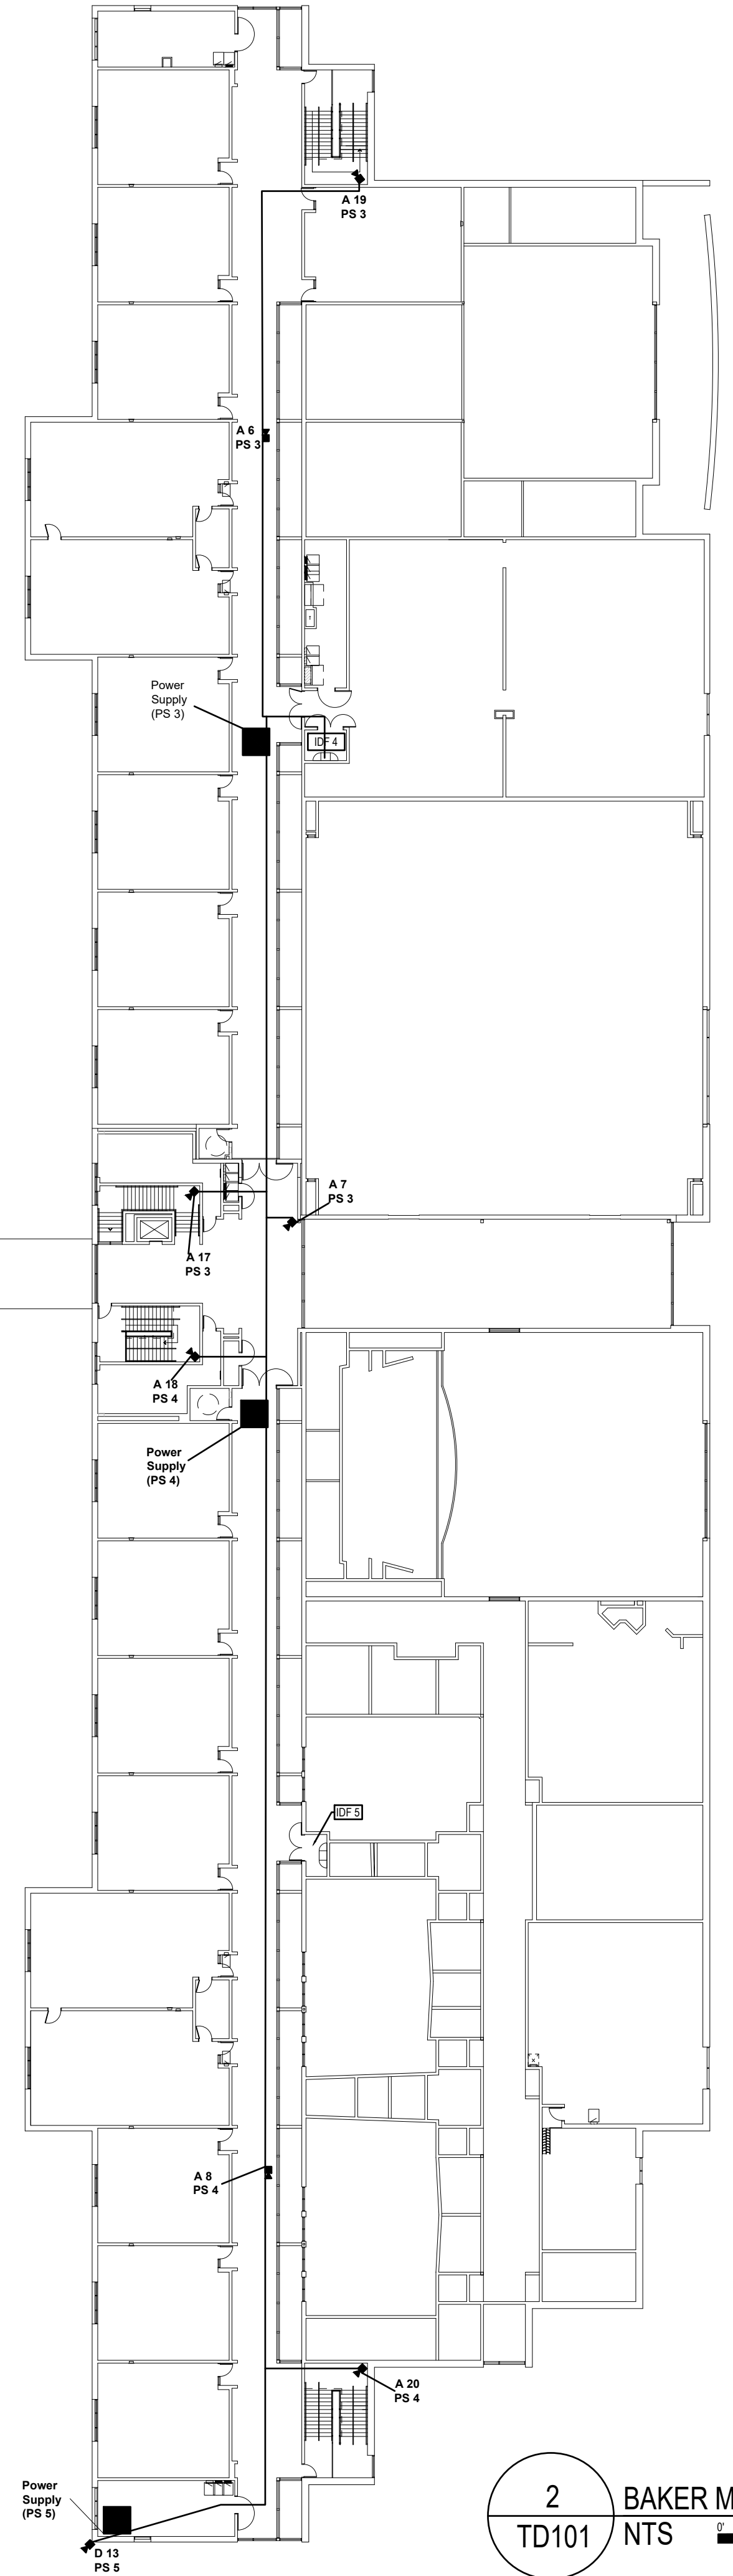 A 19
PS 3
A 6
PS 3
Power
Supply
(PS 3)
IDF 4
A 7
PS 3
A 17
PS 3
A 18
PS 4
Power
Supply
(PS 4)
IDF 5
A 8
PS 4
A 20
PS 4
Power
Supply
(PS 5)
D 13
PS 5
2
TD101
BAKER M
NTS
0'